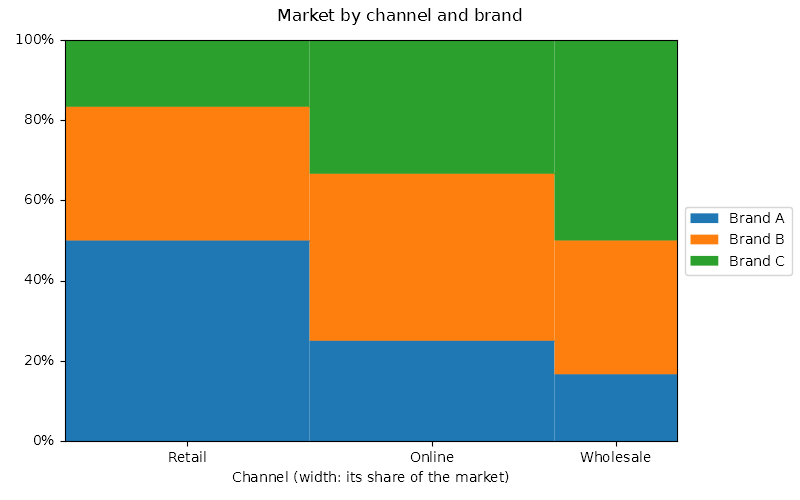 Market by channel and brand
100%
80%
60%
40%
20%
0%
Retail
Online
Wholesale
Channel (width: its share of the market)
Brand A
Brand B
Brand C